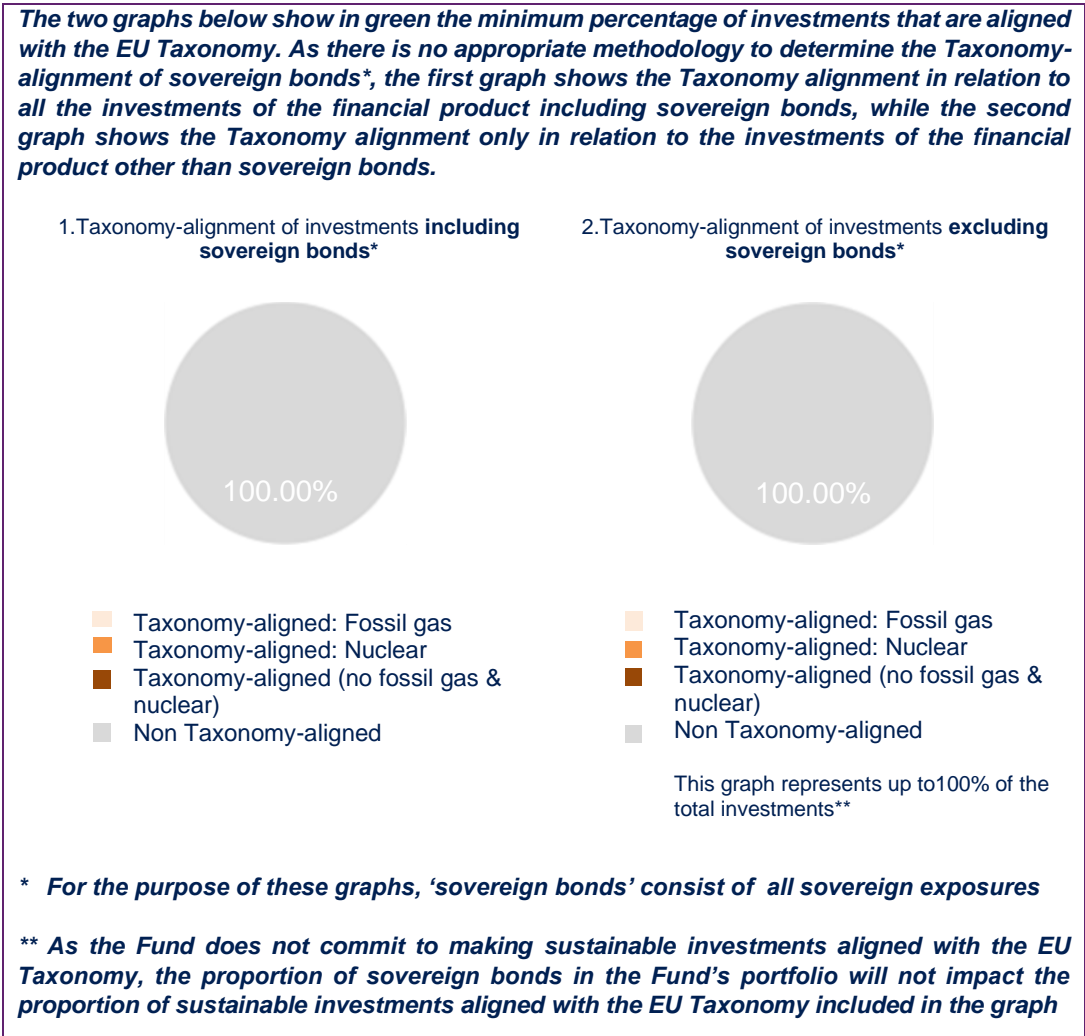 The two graphs below show in green the minimum percentage of investments that are aligned
with the EU Taxonomy. As there is no appropriate methodology to determine the Taxonomy-
alignment of sovereign bonds*, the first graph shows the Taxonomy alignment in relation to
all the investments of the financial product including sovereign bonds, while the second
graph shows the Taxonomy alignment only in relation to the investments of the financial
product other than sovereign bonds.
1.Taxonomy-alignment of investments including
sovereign bonds*
100.00%
Taxonomy-aligned: Fossil gas
Taxonomy-aligned: Nuclear
Taxonomy-aligned (no fossil gas &
nuclear)
Non Taxonomy-aligned
2.Taxonomy-alignment of investments excluding
sovereign bonds*
100.00%
Taxonomy-aligned: Fossil gas
Taxonomy-aligned: Nuclear
Taxonomy-aligned (no fossil gas &
nuclear)
Non Taxonomy-aligned
This graph represents up to100% of the
total investments**
* For the purpose of these graphs, ‘sovereign bonds’ consist of all sovereign exposures
** As the Fund does not commit to making sustainable investments aligned with the EU
Taxonomy, the proportion of sovereign bonds in the Fund’s portfolio will not impact the
proportion of sustainable investments aligned with the EU Taxonomy included in the graph